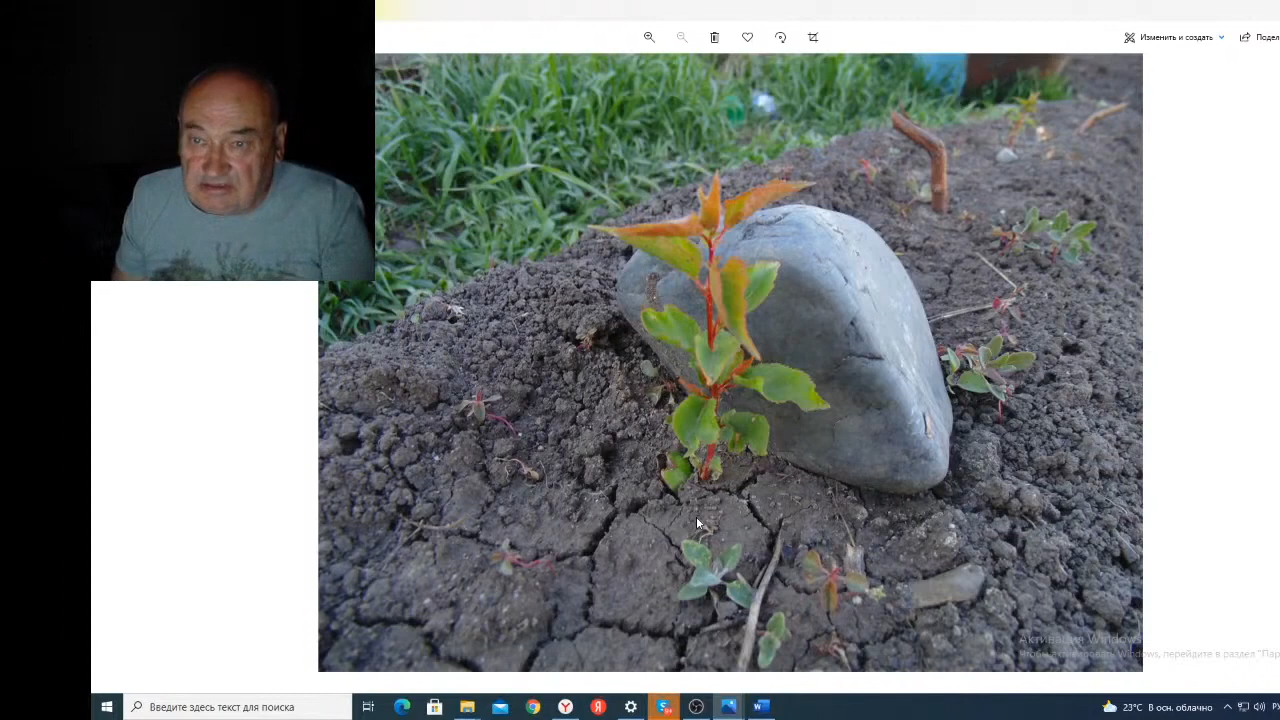 Изменить и создать
Подел
Активация Windows
Чтобы активировать Windows, перейдите в раздел "Пар
Введите здесь текст для поиска
23°C В осн. облачно